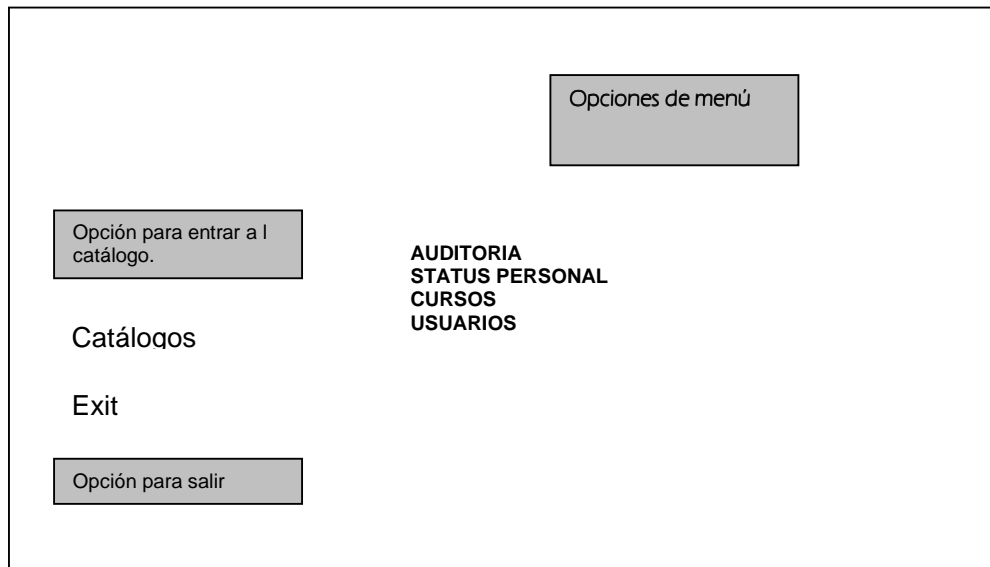 Opciones de menú
Opción para entrar a l
catálogo.
AUDITORIA
STATUS PERSONAL
CURSOS
USUARIOS
Catálogos
Exit
Opción para salir